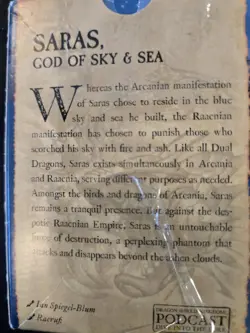 SARAS,
GOD OF SKY & SEA
Whereas the Arcanian manifestation
of Saras chose to reside in the blue
sky and sea he built, the Raaenian
manifestation has chosen to punish those who
scorched his sky with fire and ash. Like all Dual
Dragons, Saras exists simultaneously in Arcania
and Raaenia, serving different purposes as needed.
Amongst the birds and dragons of Arcania, Saras
remains a tranquil presence. But against the des-
potic Raaenian Empire, Saras is an untouchable
force of destruction, a perplexing phantom that
attacks and disappears beyond the ashen clouds.
Ian Spiegel-Blum
Raeruf
PODCAST